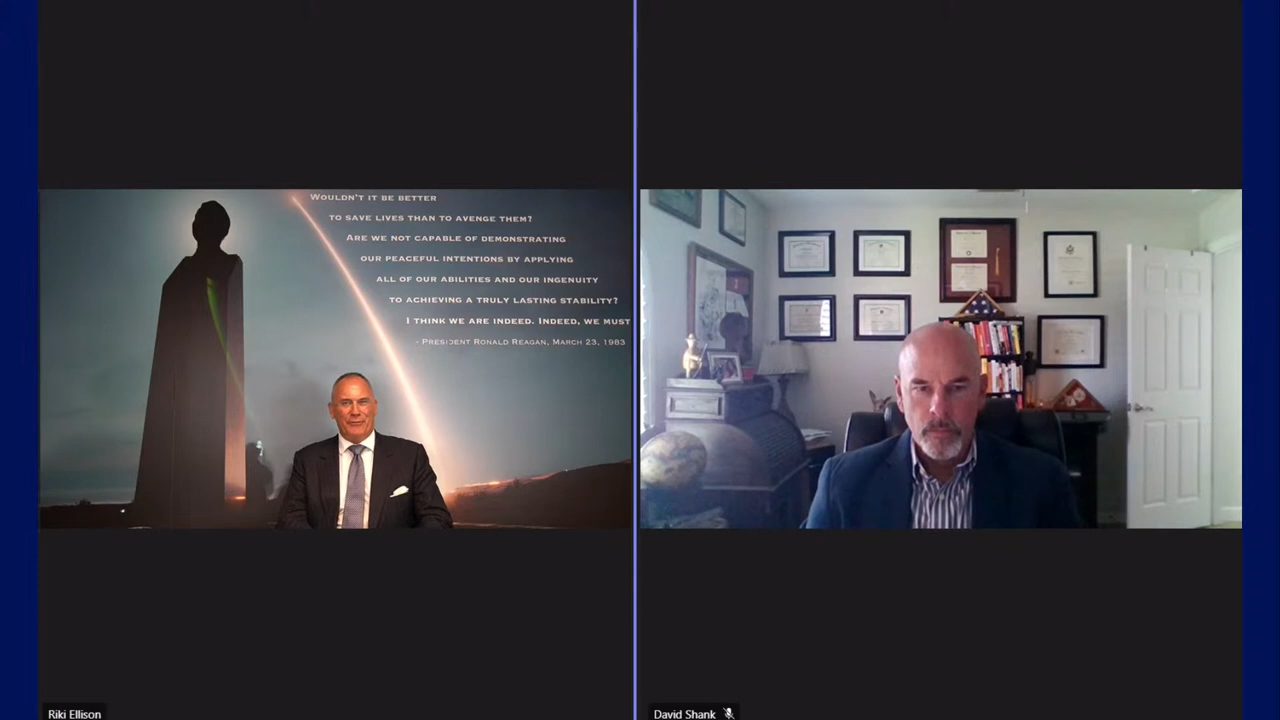 WOULDN'T IT BE BETTER
TO SAVE LIVES THAN TO AVENGE THEM?
ARE WE NOT CAPABLE OF DEMONSTRATING
OUR PEACEFUL INTENTIONS BY APPLYING
ALL OF OUR ABILITIES AND OUR INGENUITY
TO ACHIEVING A TRULY LASTING STABILITY?
I THINK WE ARE INDEED. INDEED, WE MUST
- PRESIDENT RONALD REAGAN, MARCH 23, 1983
Riki Ellison
David Shank